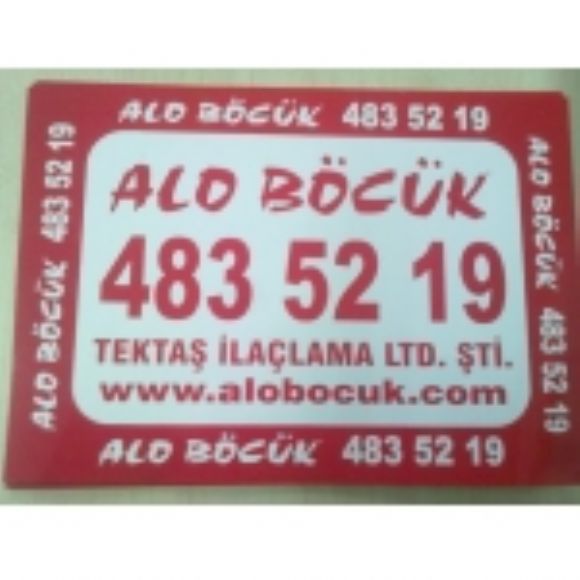 ALO BÖCÜK 483 52 19
ALO BÖCÜK 483 52 19
ALO BÖCÜK
483 52 19
TEKTAŞ İLAÇLAMA LTD. ŞTİ.
www.alobocuk.com
ALO BÖCÜK 483 52 19
ALO BÖCÜK 483 52 19